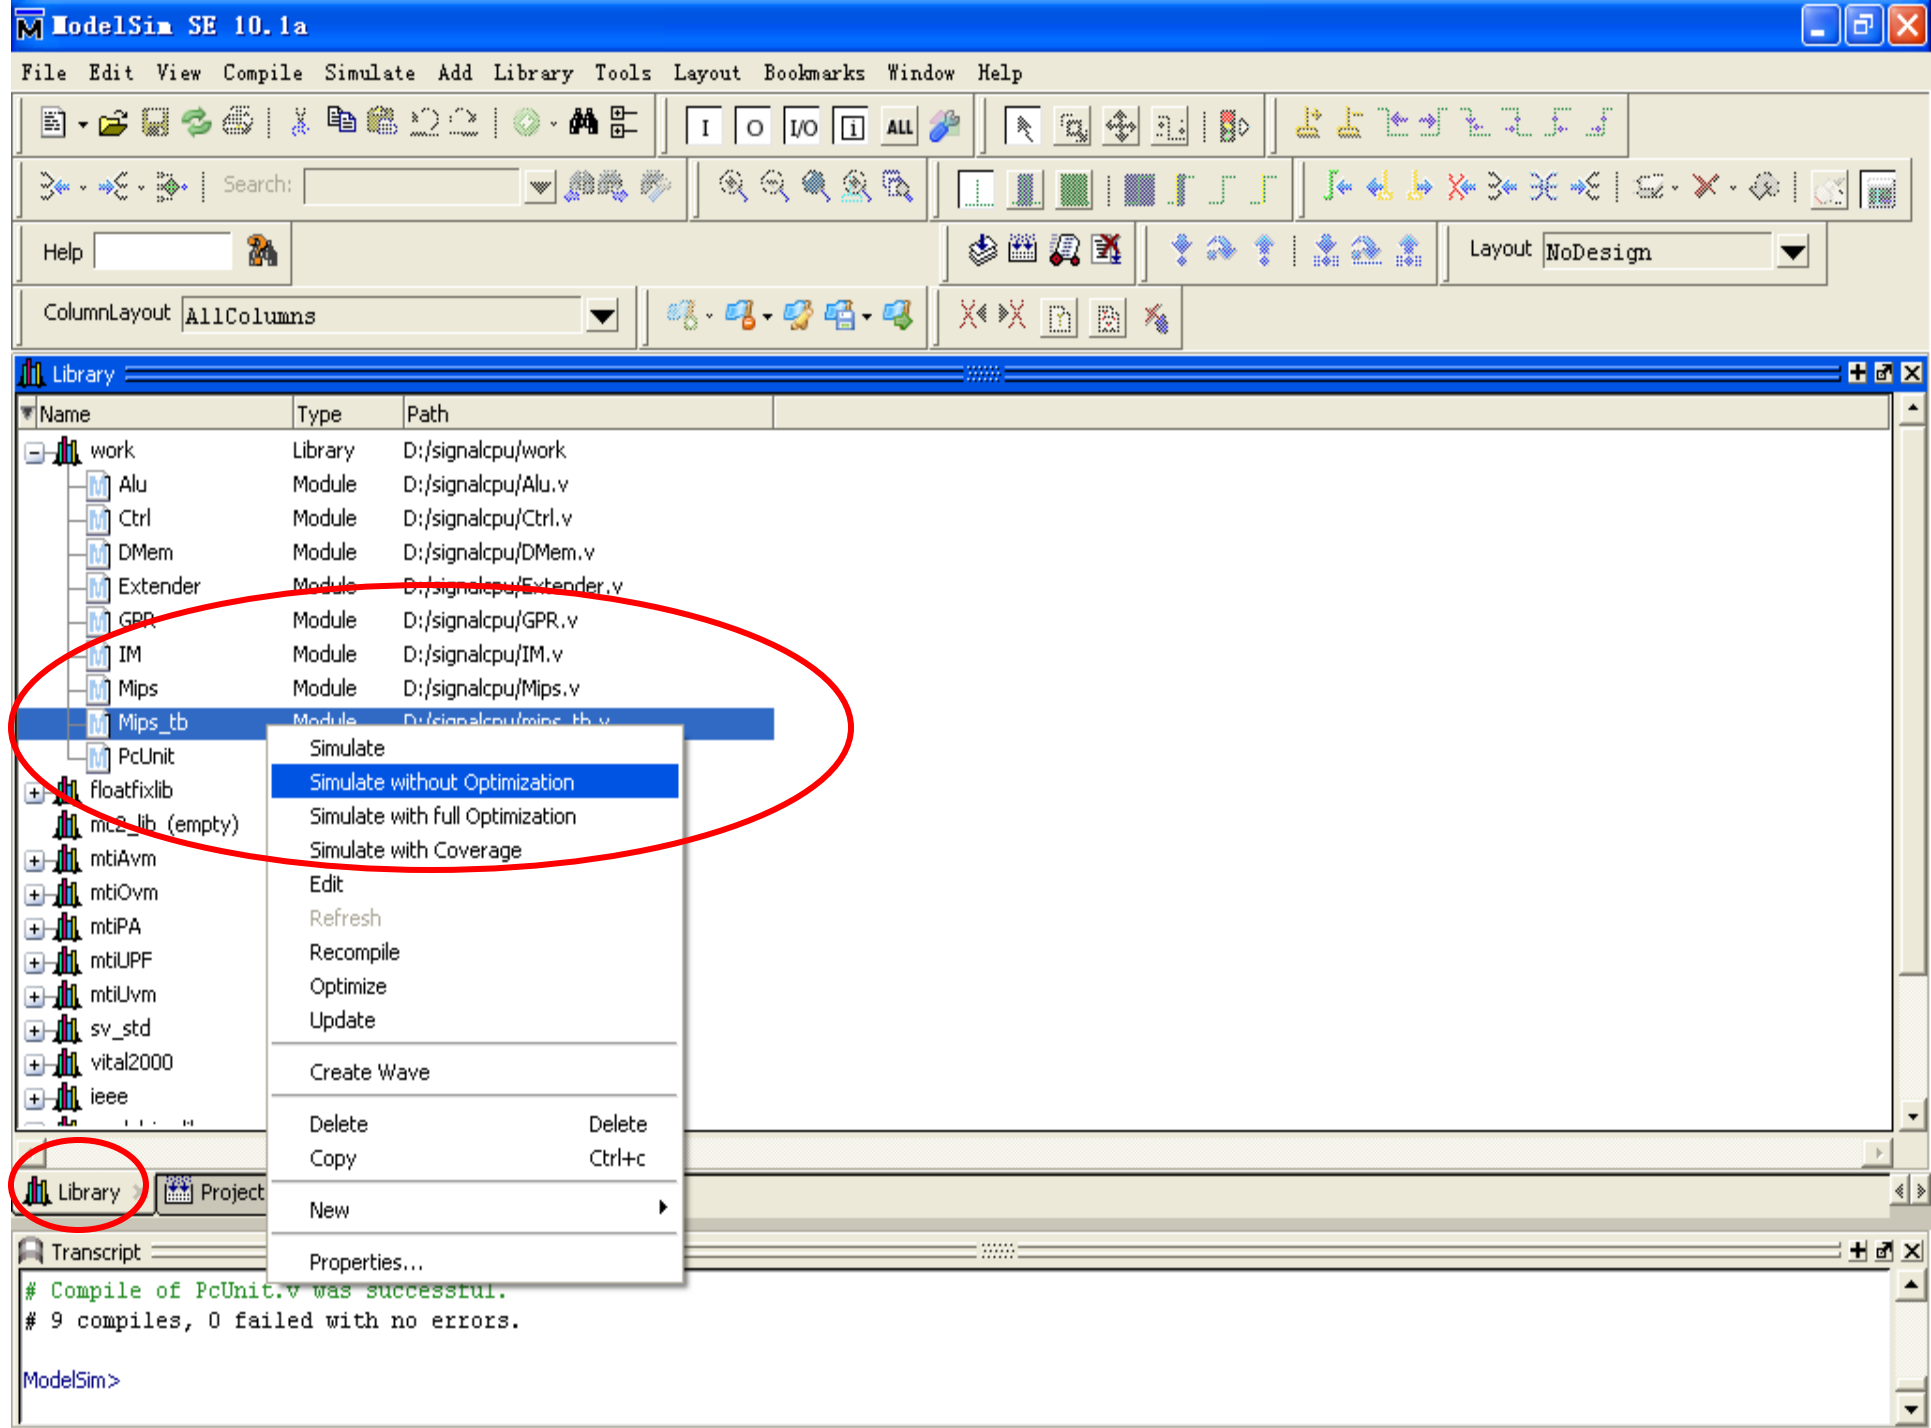 ModelSim SE 10.1a
File Edit View Compile Simulate Add Library Tools Layout Bookmarks Window Help
I O I/O i ALL
Search:
Help
Layout NoDesign
ColumnLayout AllColumns
Library
Name Type Path
work Library D:/signalcpu/work
Alu Module D:/signalcpu/Alu.v
Ctrl Module D:/signalcpu/Ctrl.v
DMem Module D:/signalcpu/DMem.v
Extender Module D:/signalcpu/Extender.v
GPR Module D:/signalcpu/GPR.v
IM Module D:/signalcpu/IM.v
Mips Module D:/signalcpu/Mips.v
Mips_tb Module D:/signalcpu/mips_tb.v
PcUnit
floatfixlib
mc2_lib (empty)
mtiAvm
mtiOvm
mtiPA
mtiUPF
mtiUvm
sv_std
vital2000
ieee
Simulate
Simulate without Optimization
Simulate with full Optimization
Simulate with Coverage
Edit
Refresh
Recompile
Optimize
Update
Create Wave
Delete Delete
Copy Ctrl+c
New
Properties...
Library Project
Transcript
# Compile of PcUnit.v was successful.
# 9 compiles, 0 failed with no errors.
ModelSim>